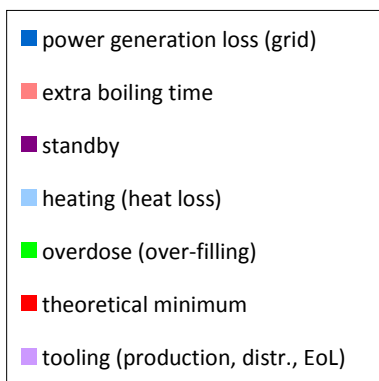 power generation loss (grid)
extra boiling time
standby
heating (heat loss)
overdose (over-filling)
theoretical minimum
tooling (production, distr., EoL)